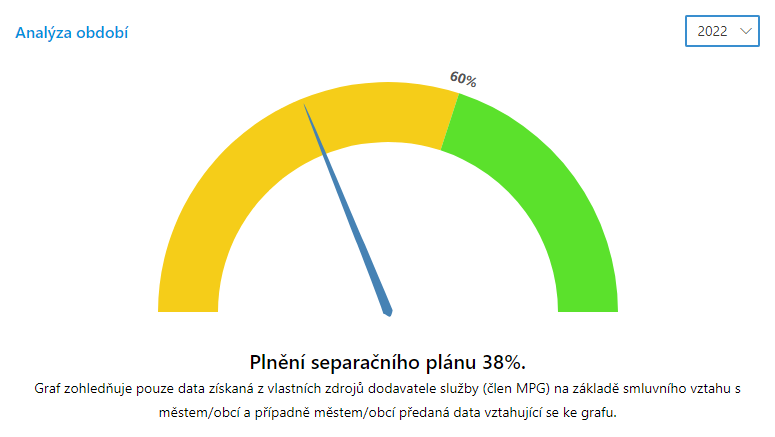 Analýza období
2022
60%
Plnění separačního plánu 38%.
Graf zohledňuje pouze data získaná z vlastních zdrojů dodavatele služby (člen MPG) na základě smluvního vztahu s
městem/obcí a případně městem/obcí předaná data vztahující se ke grafu.